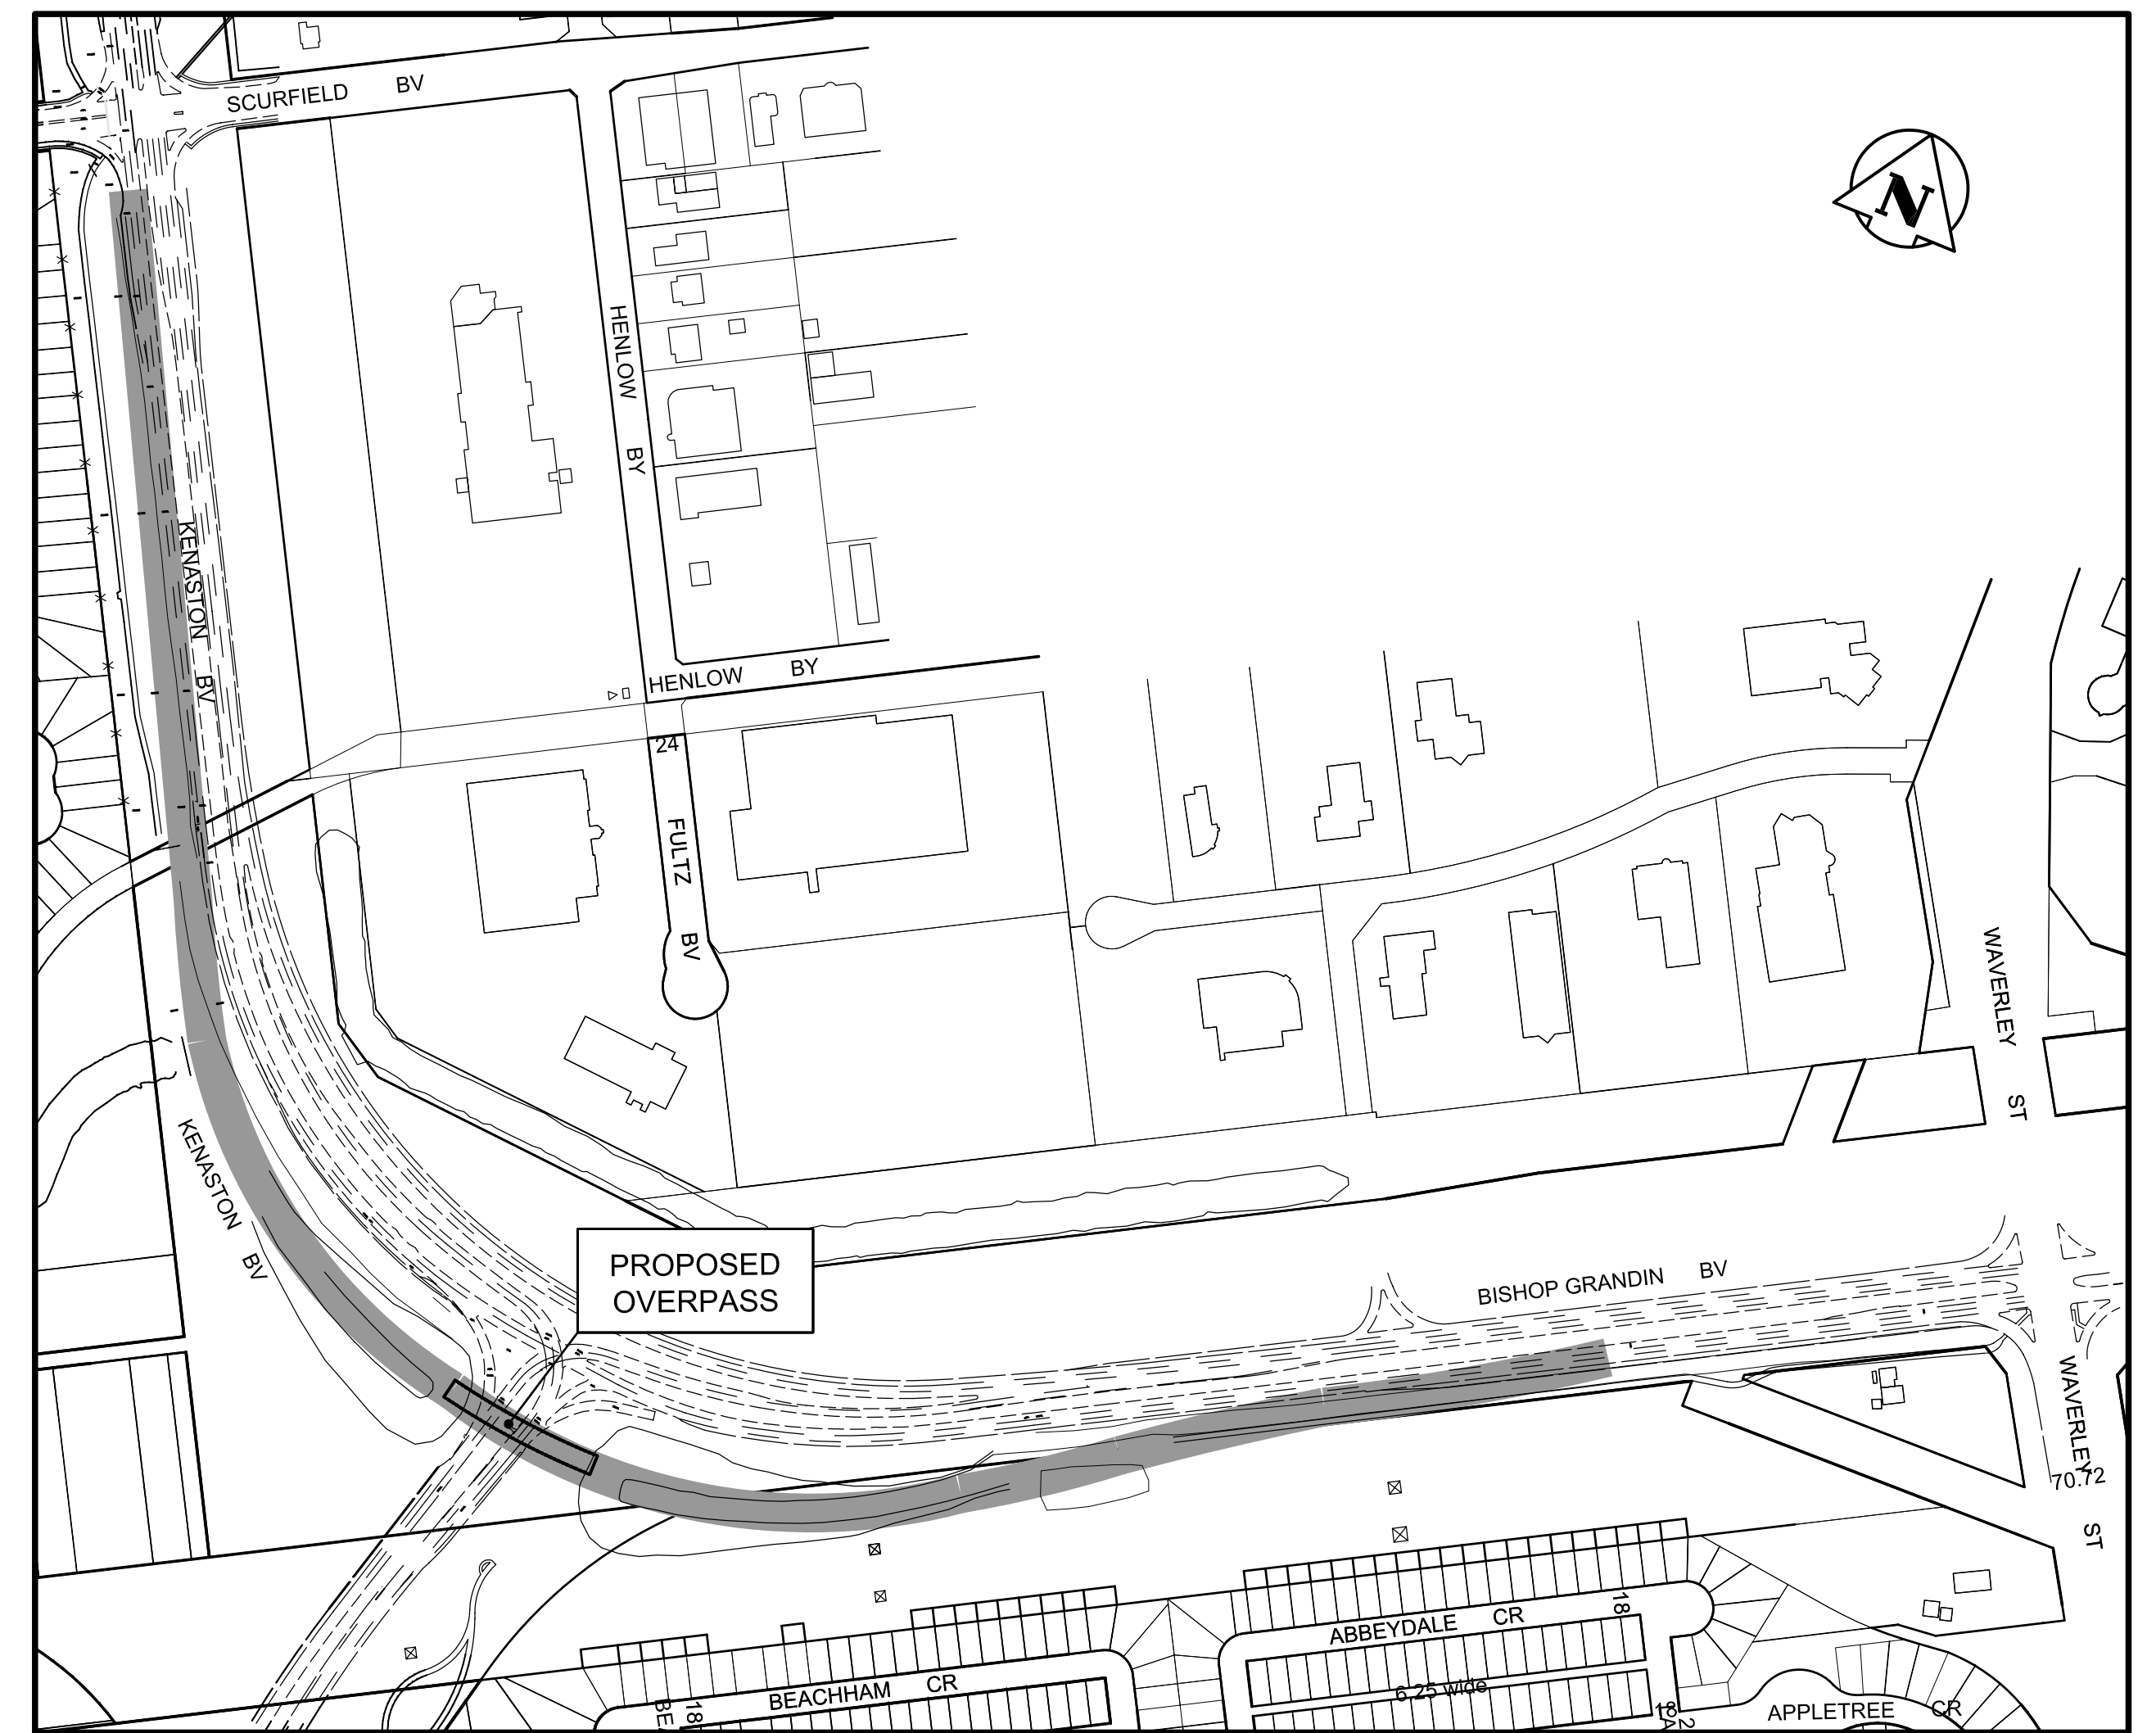 SCURFIELD BV
N
HENLOW BY
KENASTON BV
HENLOW BY
24
FULTZ BV
WAVERLEY ST
KENASTON BV
PROPOSED
OVERPASS
BISHOP GRANDIN BV
WAVERLEY ST
70.72
ABBEYDALE CR
18
BEACHHAM CR
18
6.25 wide
18
2
APPLETREE CR